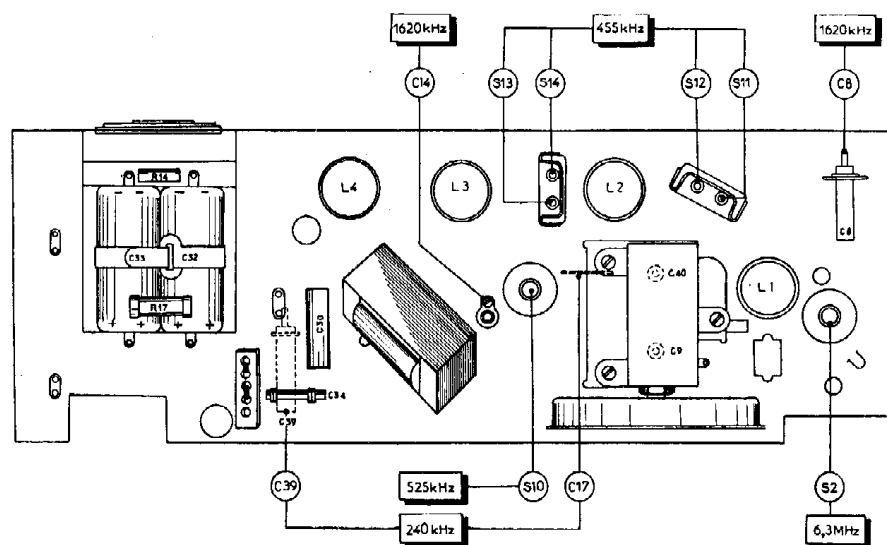 1620kHz 455kHz 1620kHz
C14 S13 S14 S12 S11 C8
R14
L4 L3 L2
C33 C32
C8
C40
L1
R17
C30
C9
C34
C39
C39 525kHz S10 C17 S2
240kHz 6,3MHz